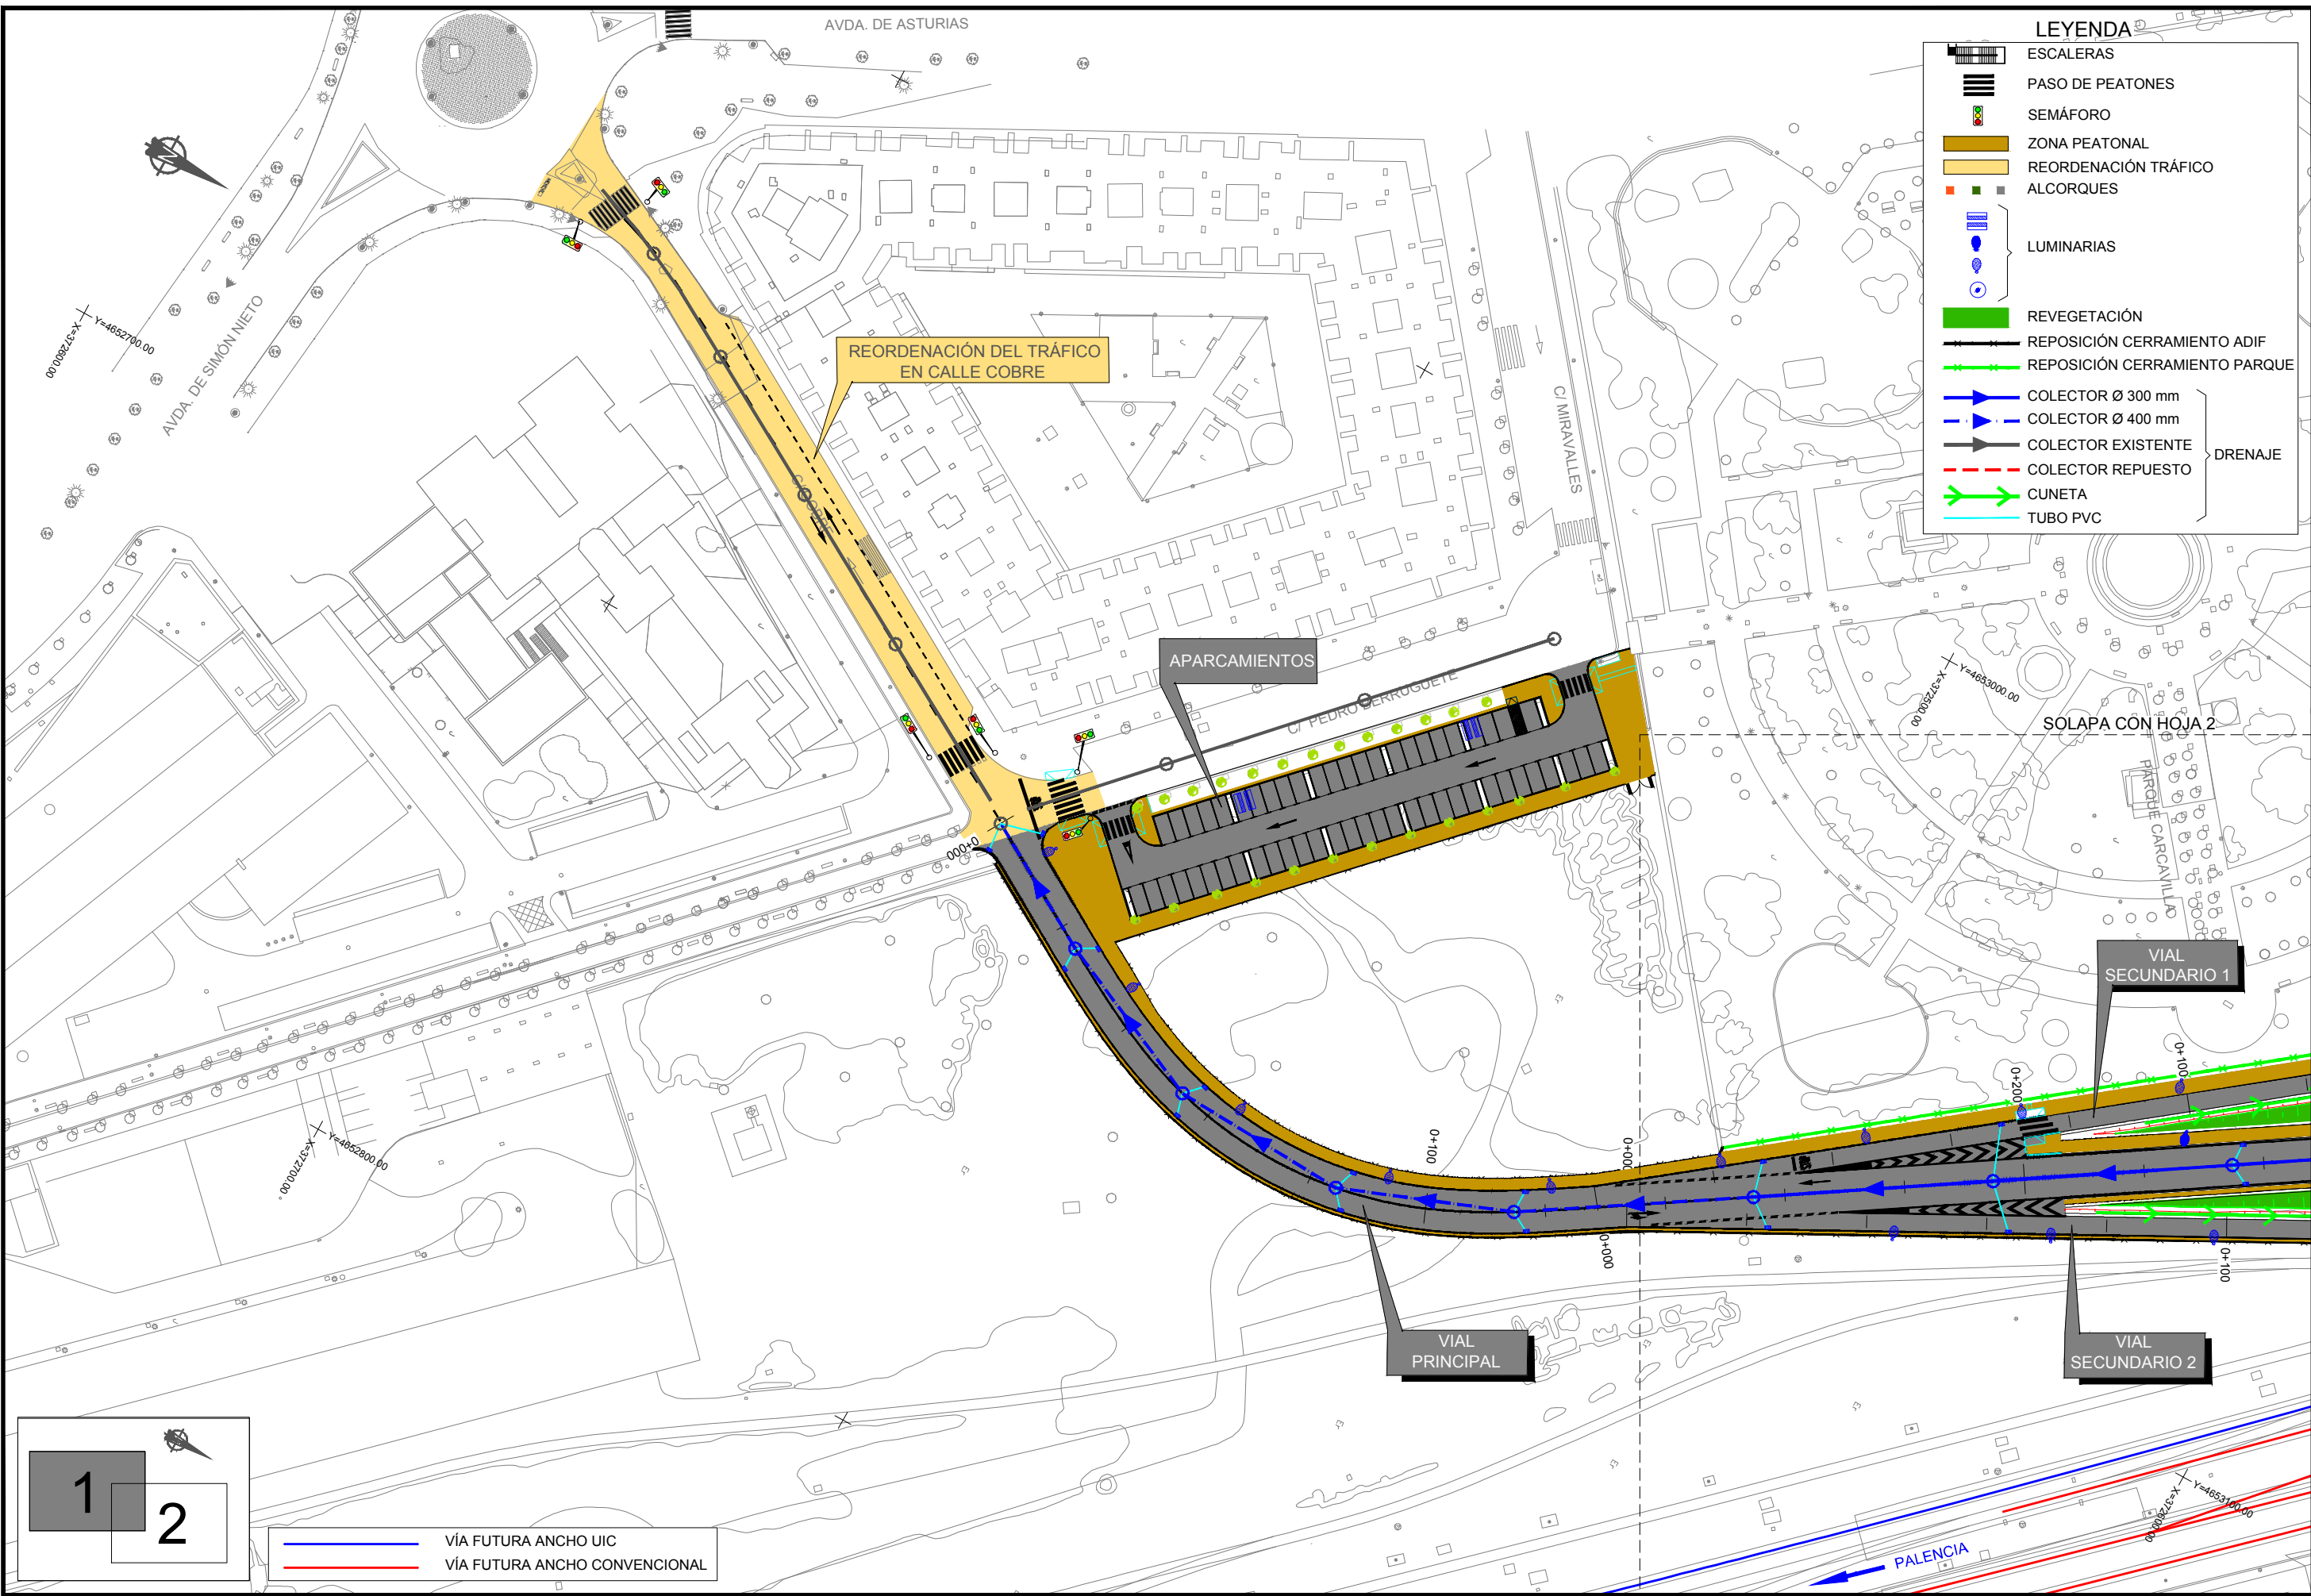 AVDA. DE ASTURIAS
LEYENDA
ESCALERAS
PASO DE PEATONES
SEMÁFORO
ZONA PEATONAL
REORDENACIÓN TRÁFICO
ALCORQUES
LUMINARIAS
REVEGETACIÓN
REPOSICIÓN CERRAMIENTO ADIF
REPOSICIÓN CERRAMIENTO PARQUE
COLECTOR Ø 300 mm
COLECTOR Ø 400 mm
COLECTOR EXISTENTE
DRENAJE
COLECTOR REPUESTO
CUNETA
TUBO PVC
X=372600.00
Y=4652700.00
AVDA. DE SIMÓN NIETO
REORDENACIÓN DEL TRÁFICO
EN CALLE COBRE
C/ MIRAVALLES
C/ COBRE
APARCAMIENTOS
C/ PEDRO BERRUGUETE
X=372500.00
Y=4653000.00
SOLAPA CON HOJA 2
PARQUE CARCAVILLA
0+000
VIAL
SECUNDARIO 1
0+100
0+200
0+100
0+000
X=372700.00
Y=4652800.00
0+000
0+100
VIAL
PRINCIPAL
VIAL
SECUNDARIO 2
1
2
VÍA FUTURA ANCHO UIC
VÍA FUTURA ANCHO CONVENCIONAL
PALENCIA
X=372600.00
Y=4653100.00